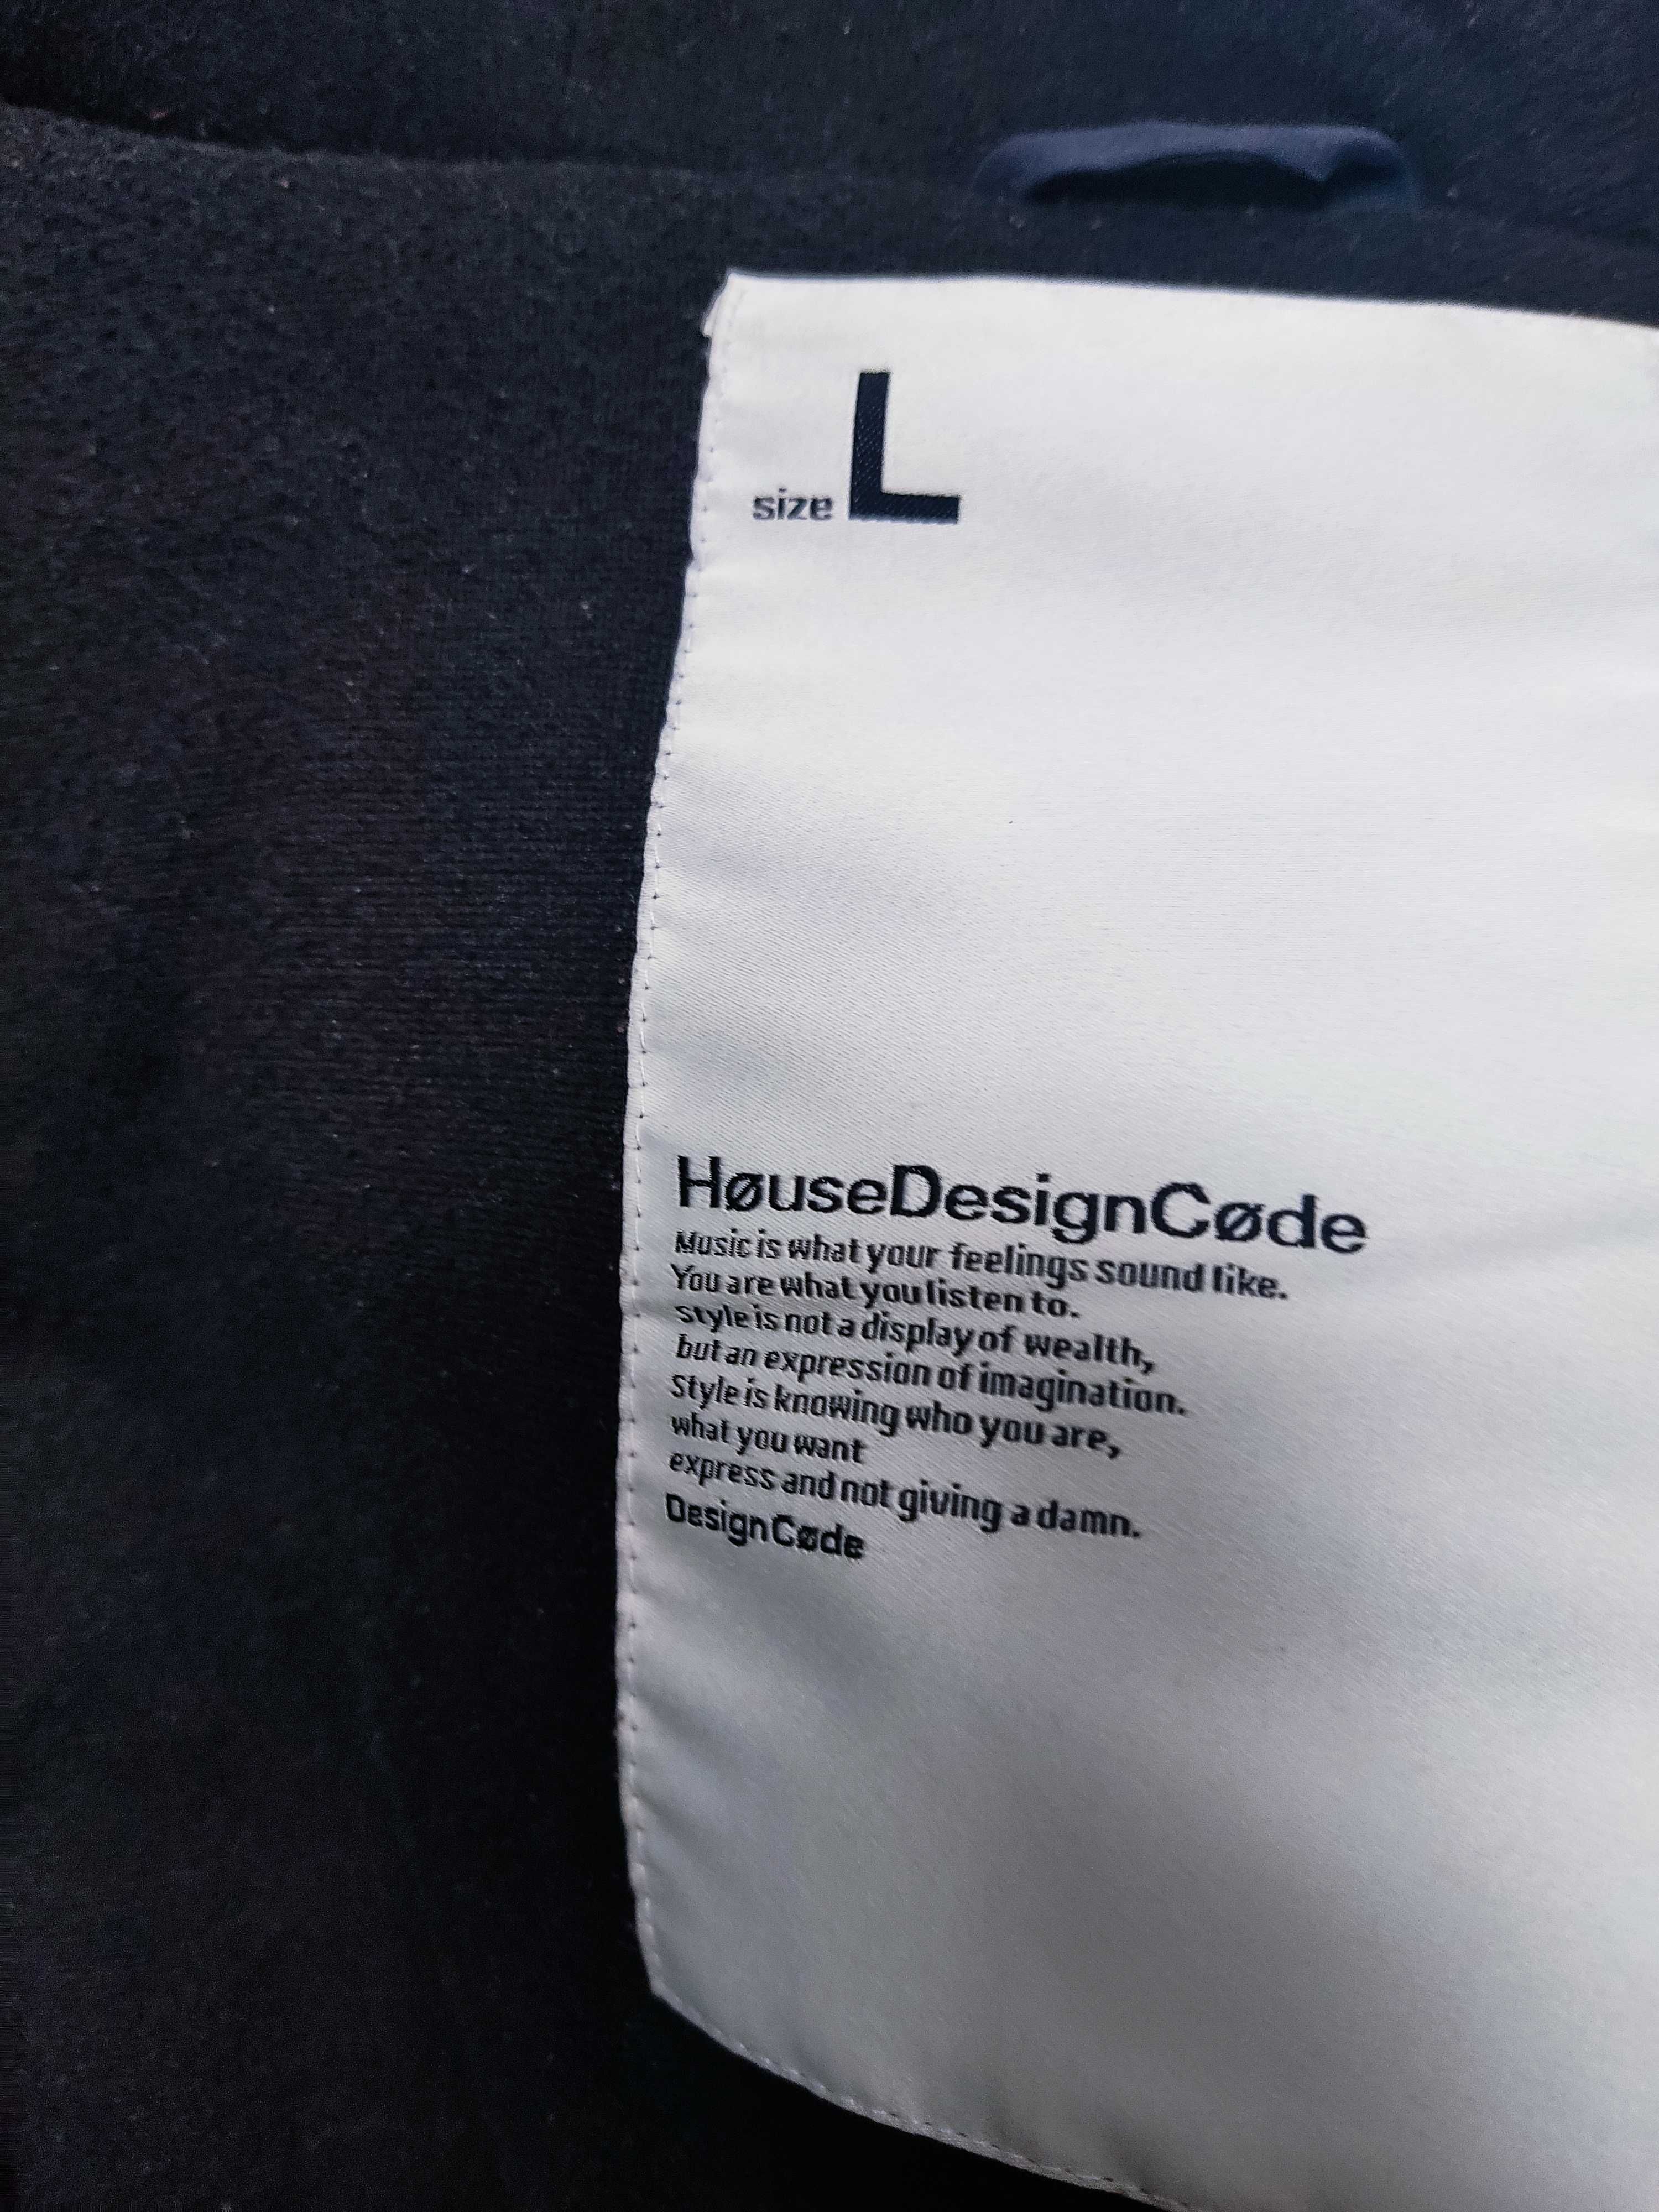 size L
HøuseDesignCøde
Music is what your feelings sound like.
You are what you listen to.
style is not a display of wealth,
but an expression of imagination.
Style is knowing who you are,
what you want
express and not giving a damn.
DesignCøde